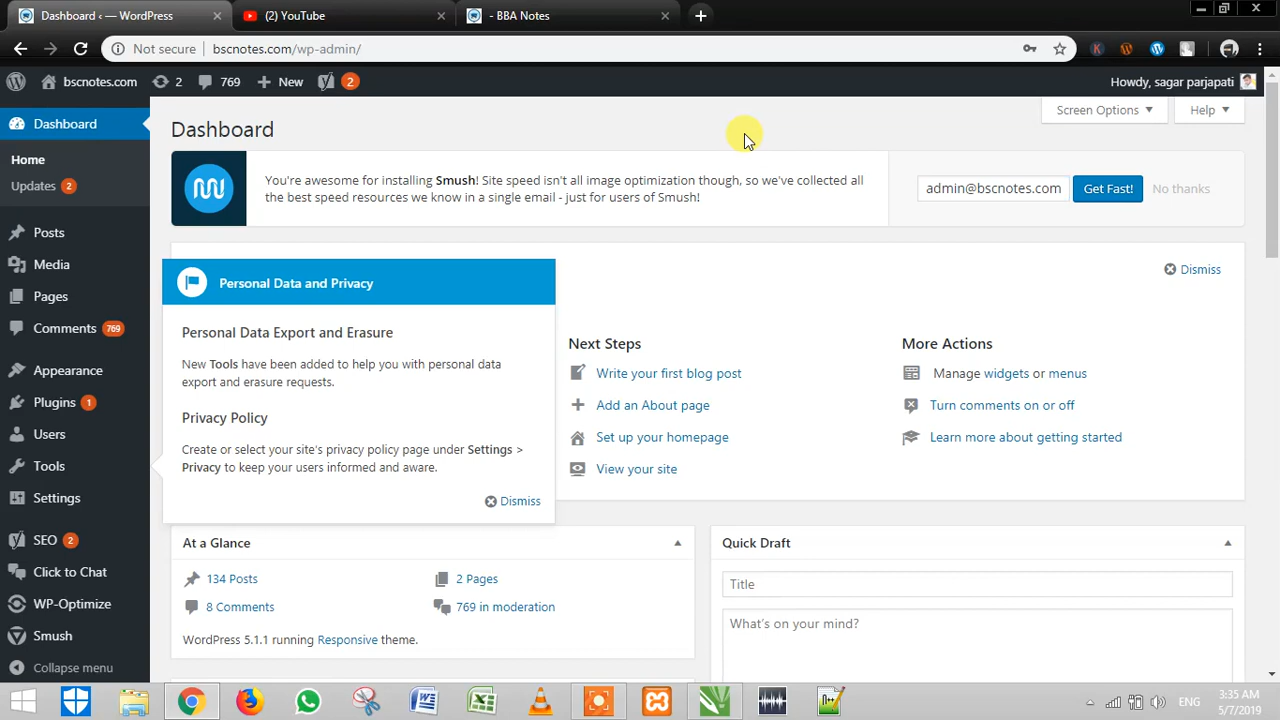 Dashboard ‹ — WordPress
(2) YouTube
- BBA Notes
Not secure
bscnotes.com/wp-admin/
bscnotes.com
2
769
New
2
Howdy, sagar parjapati
Dashboard
Home
Updates 2
Posts
Media
Pages
Comments 769
Appearance
Plugins 1
Users
Tools
Settings
SEO 2
Click to Chat
WP-Optimize
Smush
Collapse menu
Screen Options
Help
Dashboard
You're awesome for installing Smush! Site speed isn't all image optimization though, so we've collected all
the best speed resources we know in a single email - just for users of Smush!
admin@bscnotes.com
Get Fast!
No thanks
Dismiss
Personal Data and Privacy
Personal Data Export and Erasure
New Tools have been added to help you with personal data
export and erasure requests.
Privacy Policy
Create or select your site's privacy policy page under Settings >
Privacy to keep your users informed and aware.
Dismiss
Next Steps
Write your first blog post
Add an About page
Set up your homepage
View your site
More Actions
Manage widgets or menus
Turn comments on or off
Learn more about getting started
At a Glance
134 Posts
2 Pages
8 Comments
769 in moderation
WordPress 5.1.1 running Responsive theme.
Quick Draft
Title
What's on your mind?
ENG
3:35 AM
5/7/2019